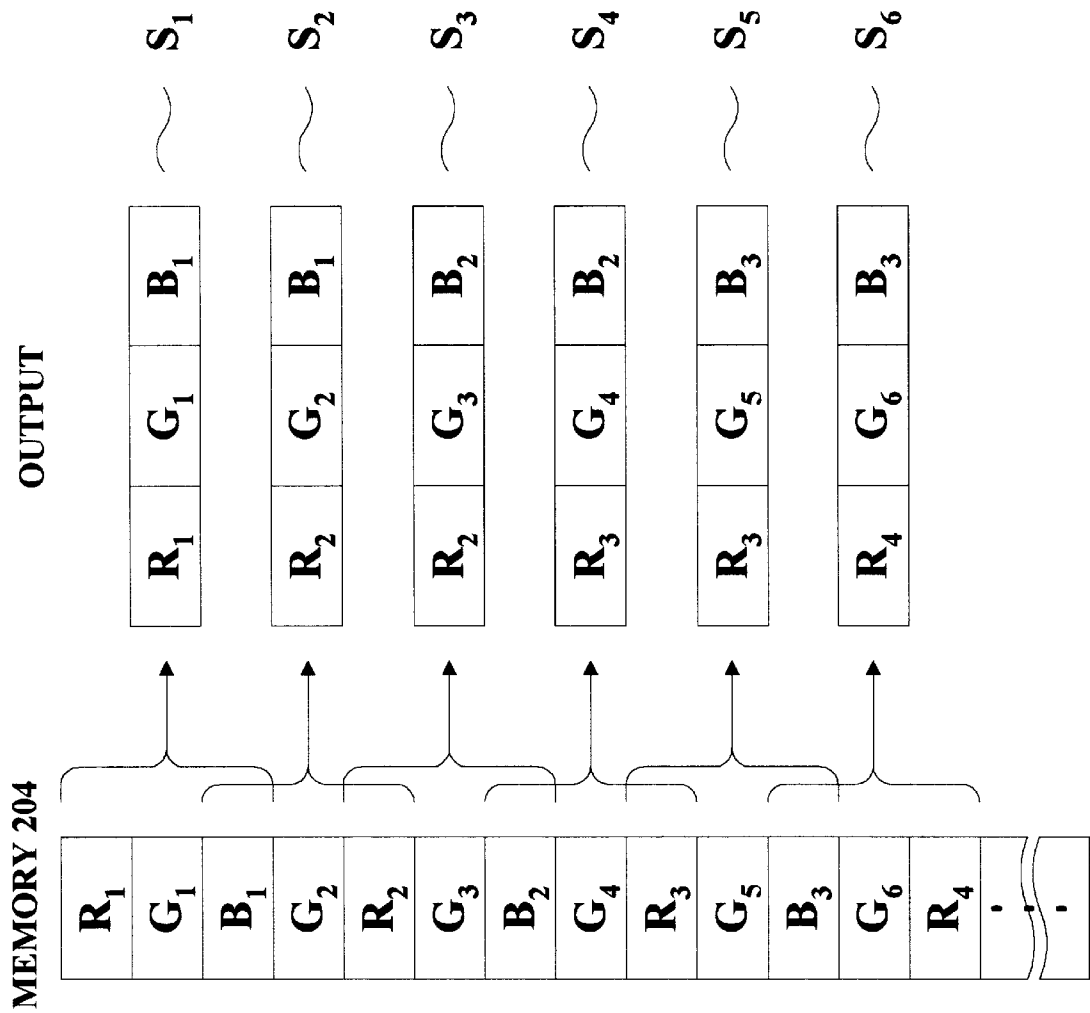 OUTPUT
MEMORY 204
R₁ G₁ B₁ S₁
R₂ G₂ B₁ S₂
R₂ G₃ B₂ S₃
R₃ G₄ B₂ S₄
R₃ G₅ B₃ S₅
R₄ G₆ B₃ S₆
R₁
G₁
B₁
G₂
R₂
G₃
B₂
G₄
R₃
G₅
B₃
G₆
R₄